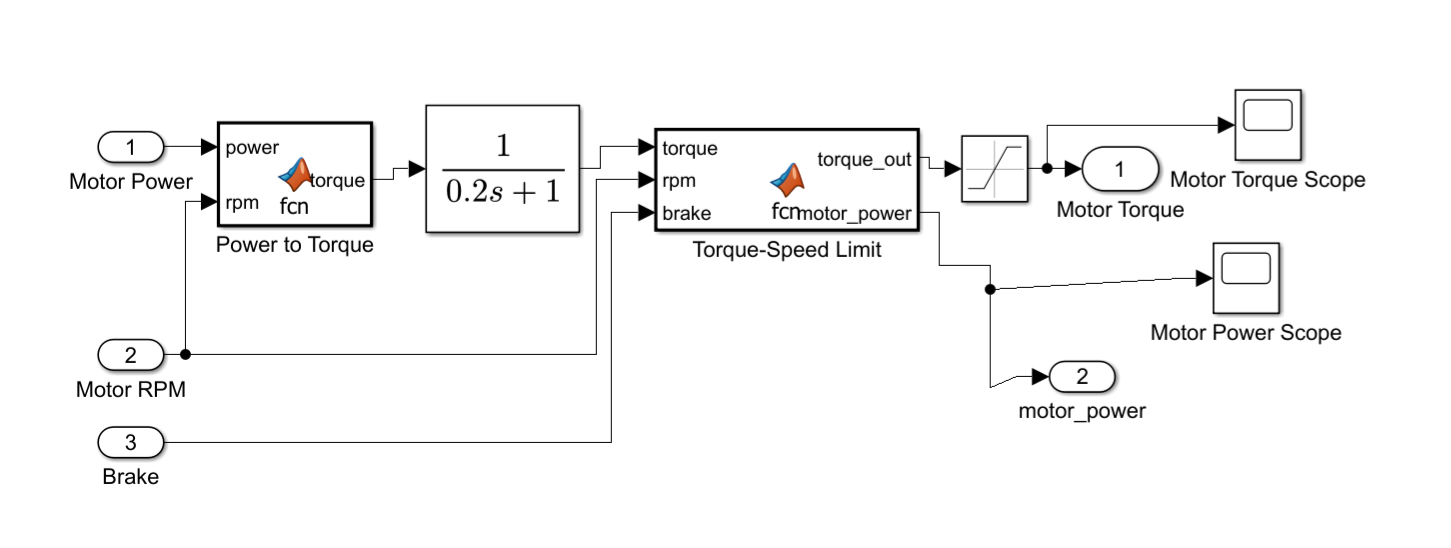 1
Motor Power
power
rpm
torque
fcn
Power to Torque
1
0.2s + 1
torque
rpm
brake
torque_out
fcn
motor_power
Torque-Speed Limit
1
Motor Torque
Motor Torque Scope
Motor Power Scope
2
motor_power
2
Motor RPM
3
Brake